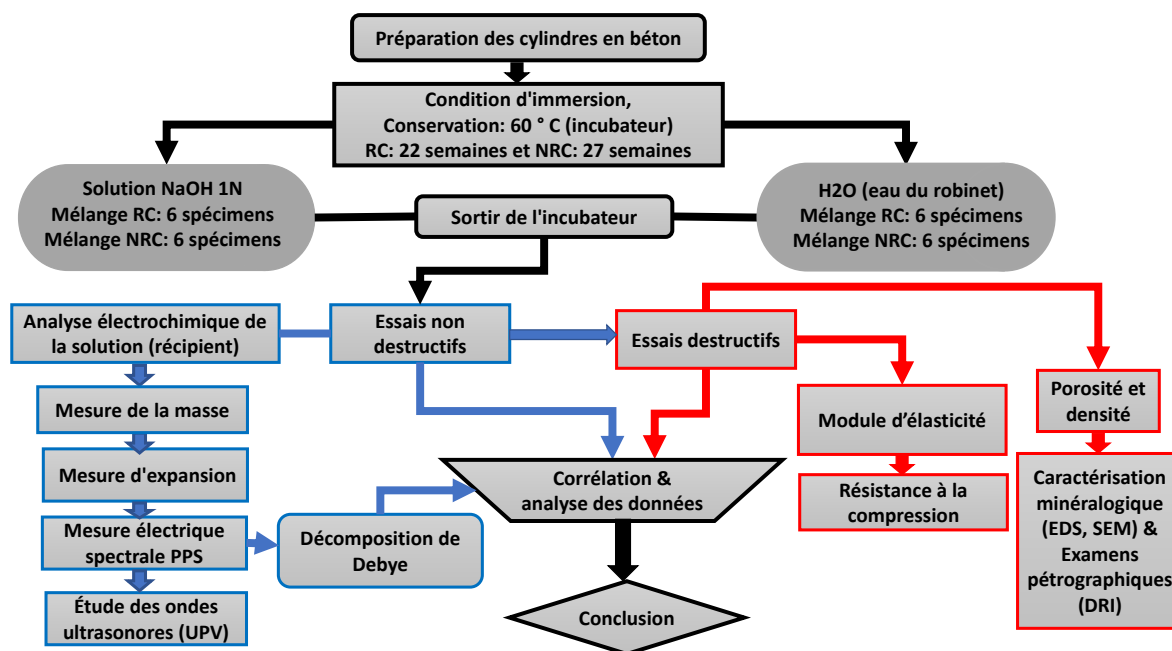 Préparation des cylindres en béton
Condition d'immersion,
Conservation: 60 ° C (incubateur)
RC: 22 semaines et NRC: 27 semaines
Solution NaOH 1N
Mélange RC: 6 spécimens
Mélange NRC: 6 spécimens
Sortir de l'incubateur
H2O (eau du robinet)
Mélange RC: 6 spécimens
Mélange NRC: 6 spécimens
Analyse électrochimique de
la solution (récipient)
Essais non
destructifs
Essais destructifs
Mesure de la masse
Mesure d'expansion
Mesure électrique
spectrale PPS
Étude des ondes
ultrasonores (UPV)
Décomposition de
Debye
Corrélation &
analyse des données
Conclusion
Module d’élasticité
Résistance à la
compression
Porosité et
densité
Caractérisation
minéralogique
(EDS, SEM) &
Examens
pétrographiques
(DRI)